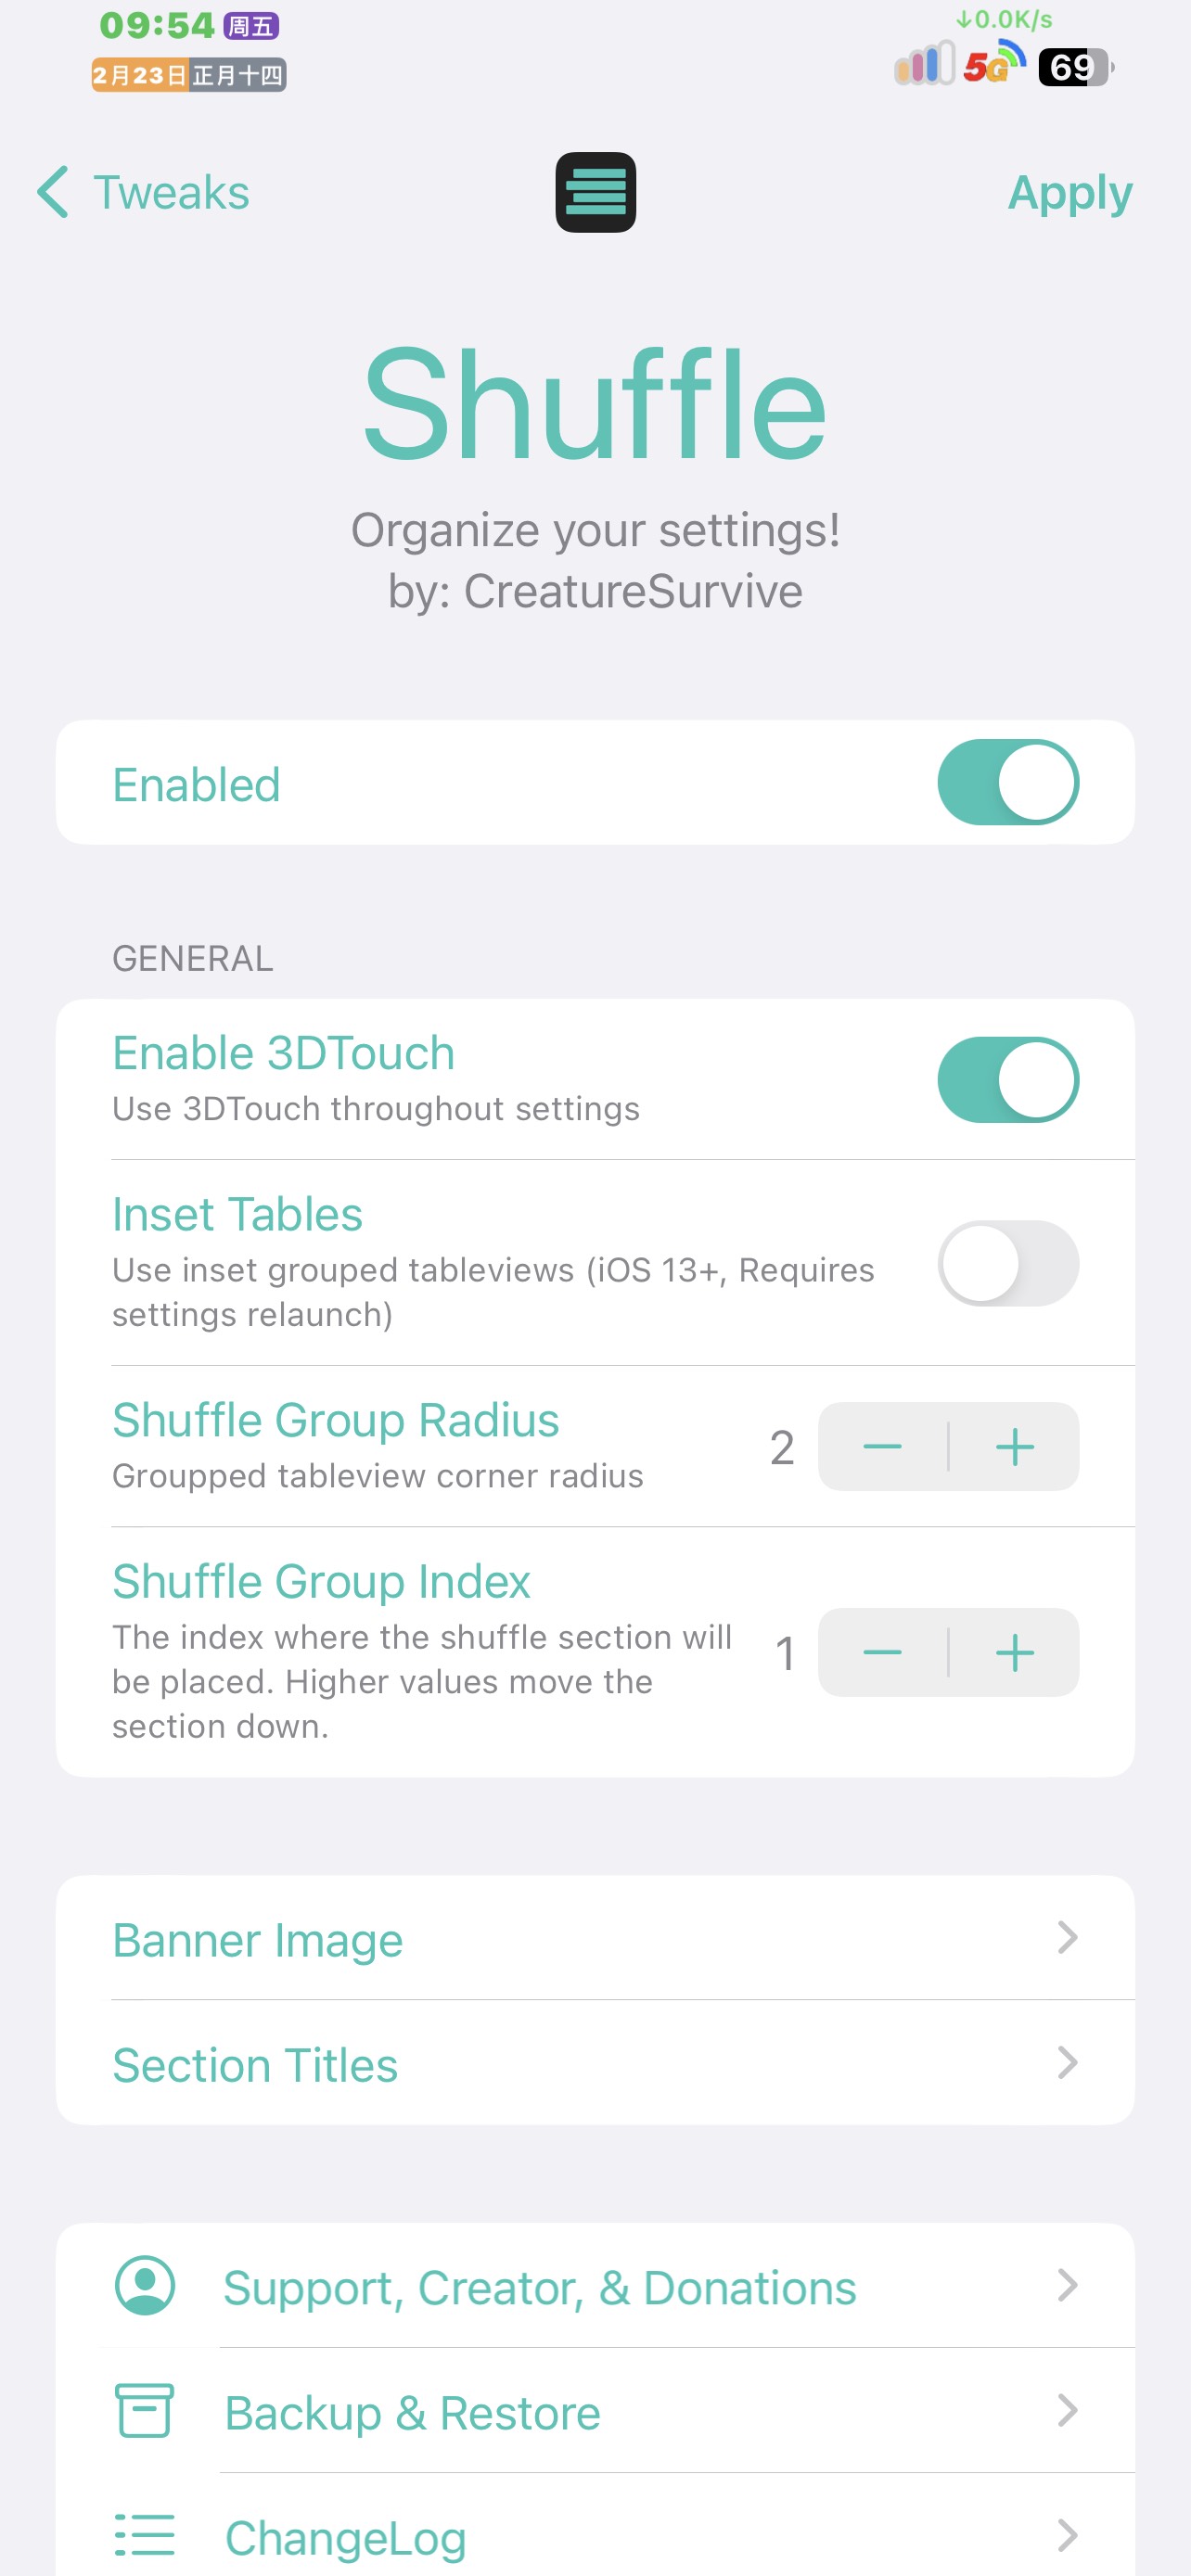 09:54 周五
↓0.0K/s
2月23日 正月十四
5G 69
Tweaks
Apply
Shuffle
Organize your settings!
by: CreatureSurvive
Enabled
GENERAL
Enable 3DTouch
Use 3DTouch throughout settings
Inset Tables
Use inset grouped tableviews (iOS 13+, Requires
settings relaunch)
Shuffle Group Radius
Groupped tableview corner radius
2
Shuffle Group Index
The index where the shuffle section will
be placed. Higher values move the
section down.
1
Banner Image
Section Titles
Support, Creator, & Donations
Backup & Restore
ChangeLog